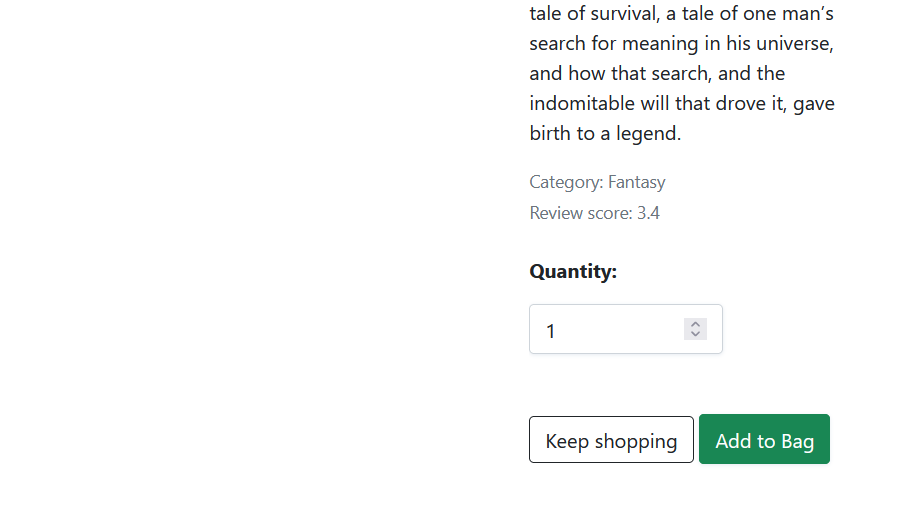 tale of survival, a tale of one man’s
search for meaning in his universe,
and how that search, and the
indomitable will that drove it, gave
birth to a legend.
Category: Fantasy
Review score: 3.4
Quantity:
1
Keep shopping
Add to Bag